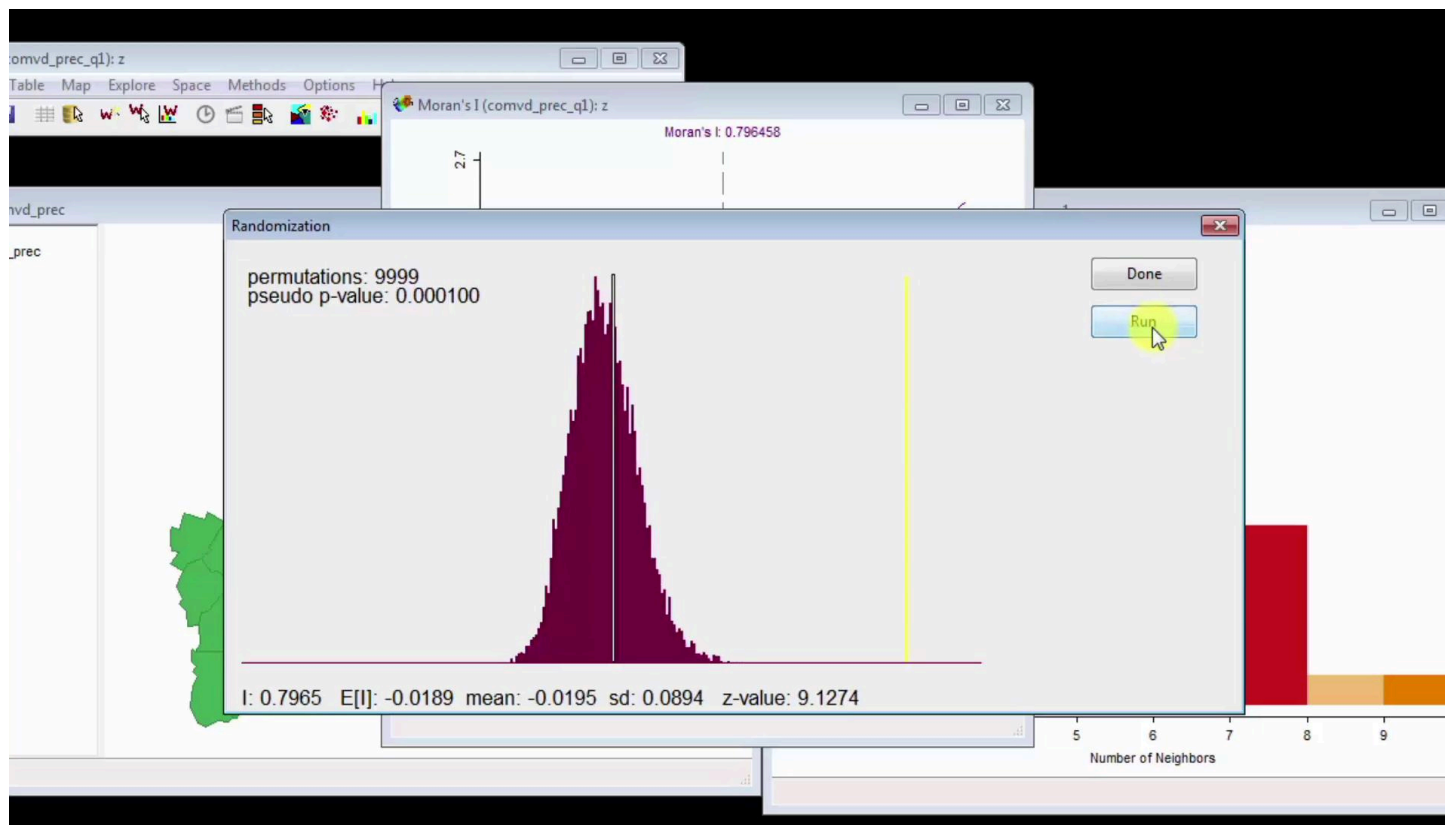 comvd_prec_q1): z
Table Map Explore Space Methods Options
Moran's I (comvd_prec_q1): z
Moran's I: 0.796458
2.7
_prec
Randomization
permutations: 9999
pseudo p-value: 0.000100
Done
Run
I: 0.7965 E[I]: -0.0189 mean: -0.0195 sd: 0.0894 z-value: 9.1274
5 6 7 8 9
Number of Neighbors